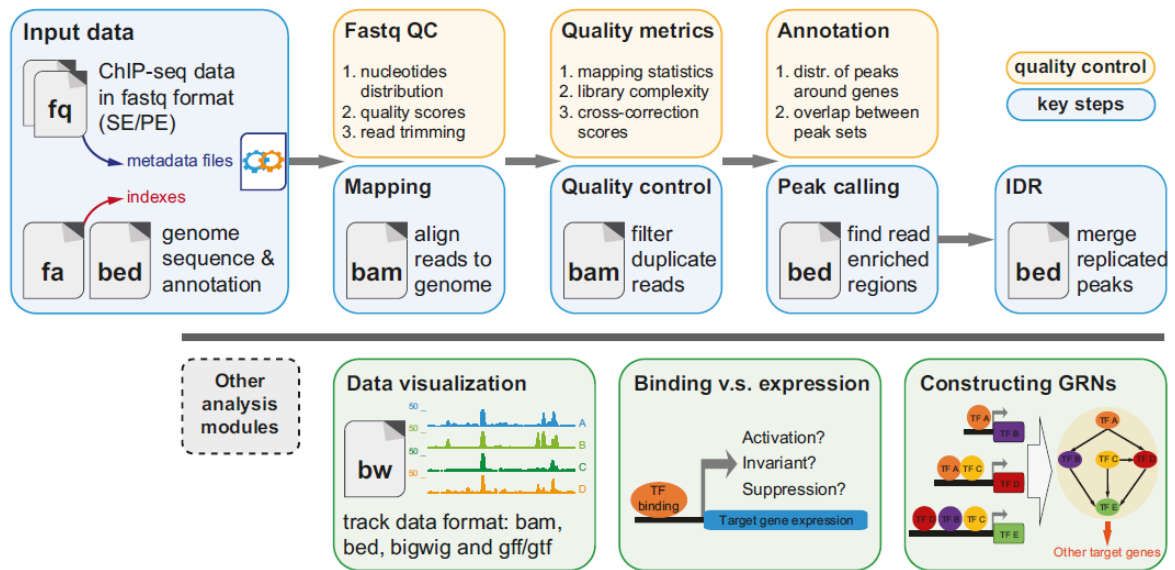 Input data
fq
ChIP-seq data
in fastq format
(SE/PE)
metadata files
indexes
fa
bed
genome
sequence &
annotation
Fastq QC
1. nucleotides
distribution
2. quality scores
3. read trimming
Mapping
bam
align
reads to
genome
Quality metrics
1. mapping statistics
2. library complexity
3. cross-correction
scores
Quality control
bam
filter
duplicate
reads
Annotation
1. distr. of peaks
around genes
2. overlap between
peak sets
Peak calling
bed
find read
enriched
regions
quality control
key steps
IDR
bed
merge
replicated
peaks
Other
analysis
modules
Data visualization
bw
50
A
50
B
50
C
50
D
track data format: bam,
bed, bigwig and gff/gtf
Binding v.s. expression
Activation?
Invariant?
Suppression?
TF
binding
Target gene expression
Constructing GRNs
TF A
TF B
TF A
TF C
TF D
TF D
TF B
TF C
TF E
TF A
TF B
TF C
TF D
TF E
Other target genes